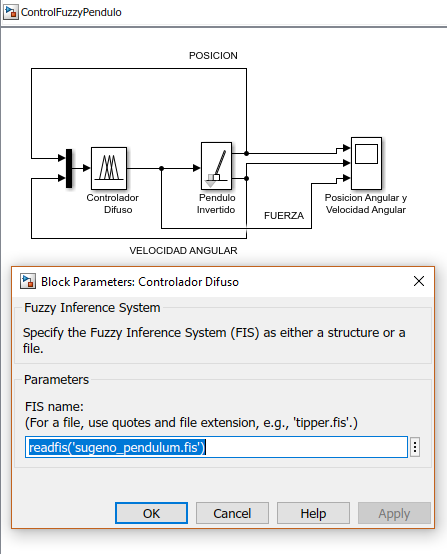 ControlFuzzyPendulo
POSICION
Controlador
Difuso
Pendulo
Invertido
Posicion Angular y
Velocidad Angular
FUERZA
VELOCIDAD ANGULAR
Block Parameters: Controlador Difuso
Fuzzy Inference System
Specify the Fuzzy Inference System (FIS) as either a structure or a
file.
Parameters
FIS name:
(For a file, use quotes and file extension, e.g., 'tipper.fis'.)
readfis('sugeno_pendulum.fis')
OK
Cancel
Help
Apply